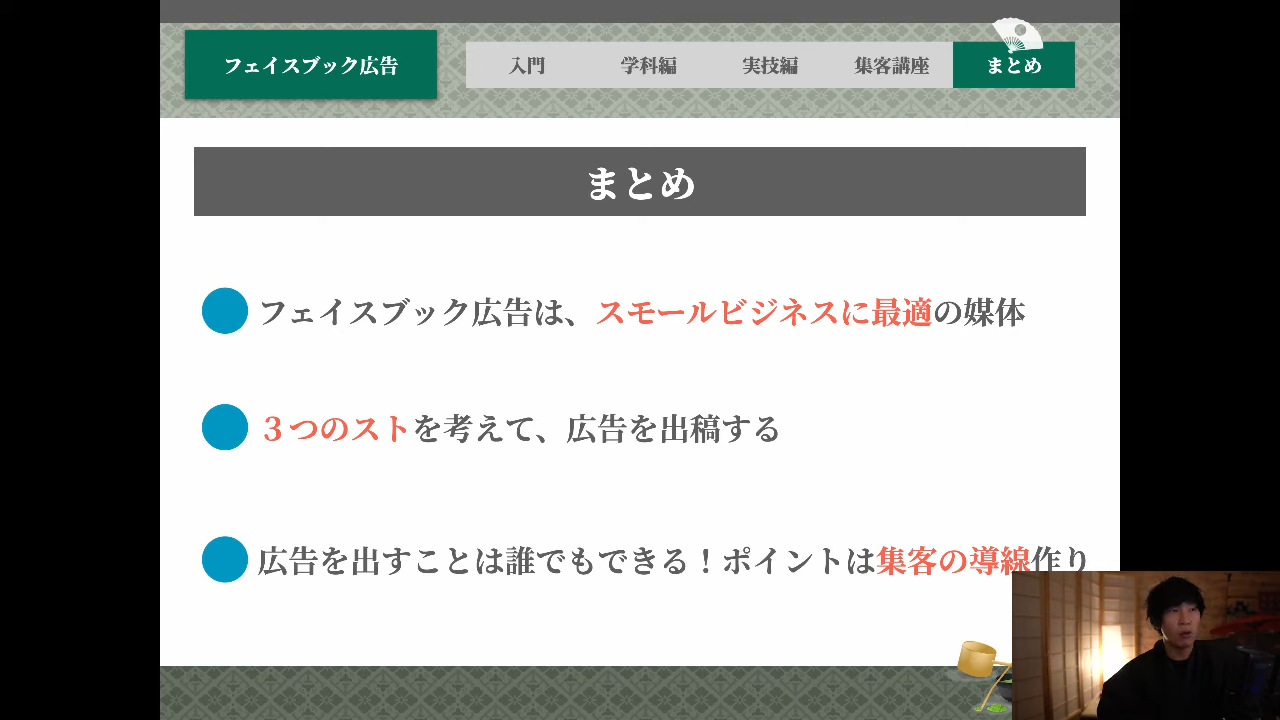 フェイスブック広告
入門 学科編 実技編 集客講座 まとめ
まとめ
フェイスブック広告は、スモールビジネスに最適の媒体
３つのストを考えて、広告を出稿する
広告を出すことは誰でもできる！ポイントは集客の導線作り